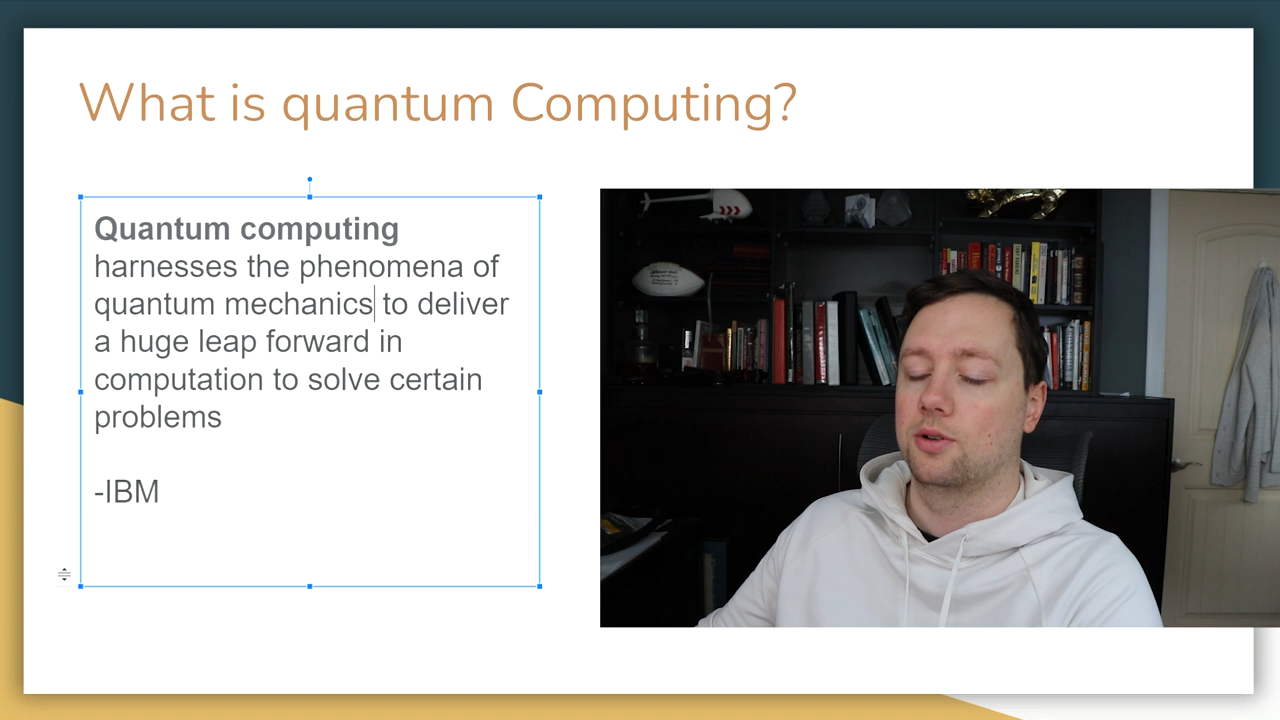 What is quantum Computing?
Quantum computing
harnesses the phenomena of
quantum mechanics to deliver
a huge leap forward in
computation to solve certain
problems
-IBM